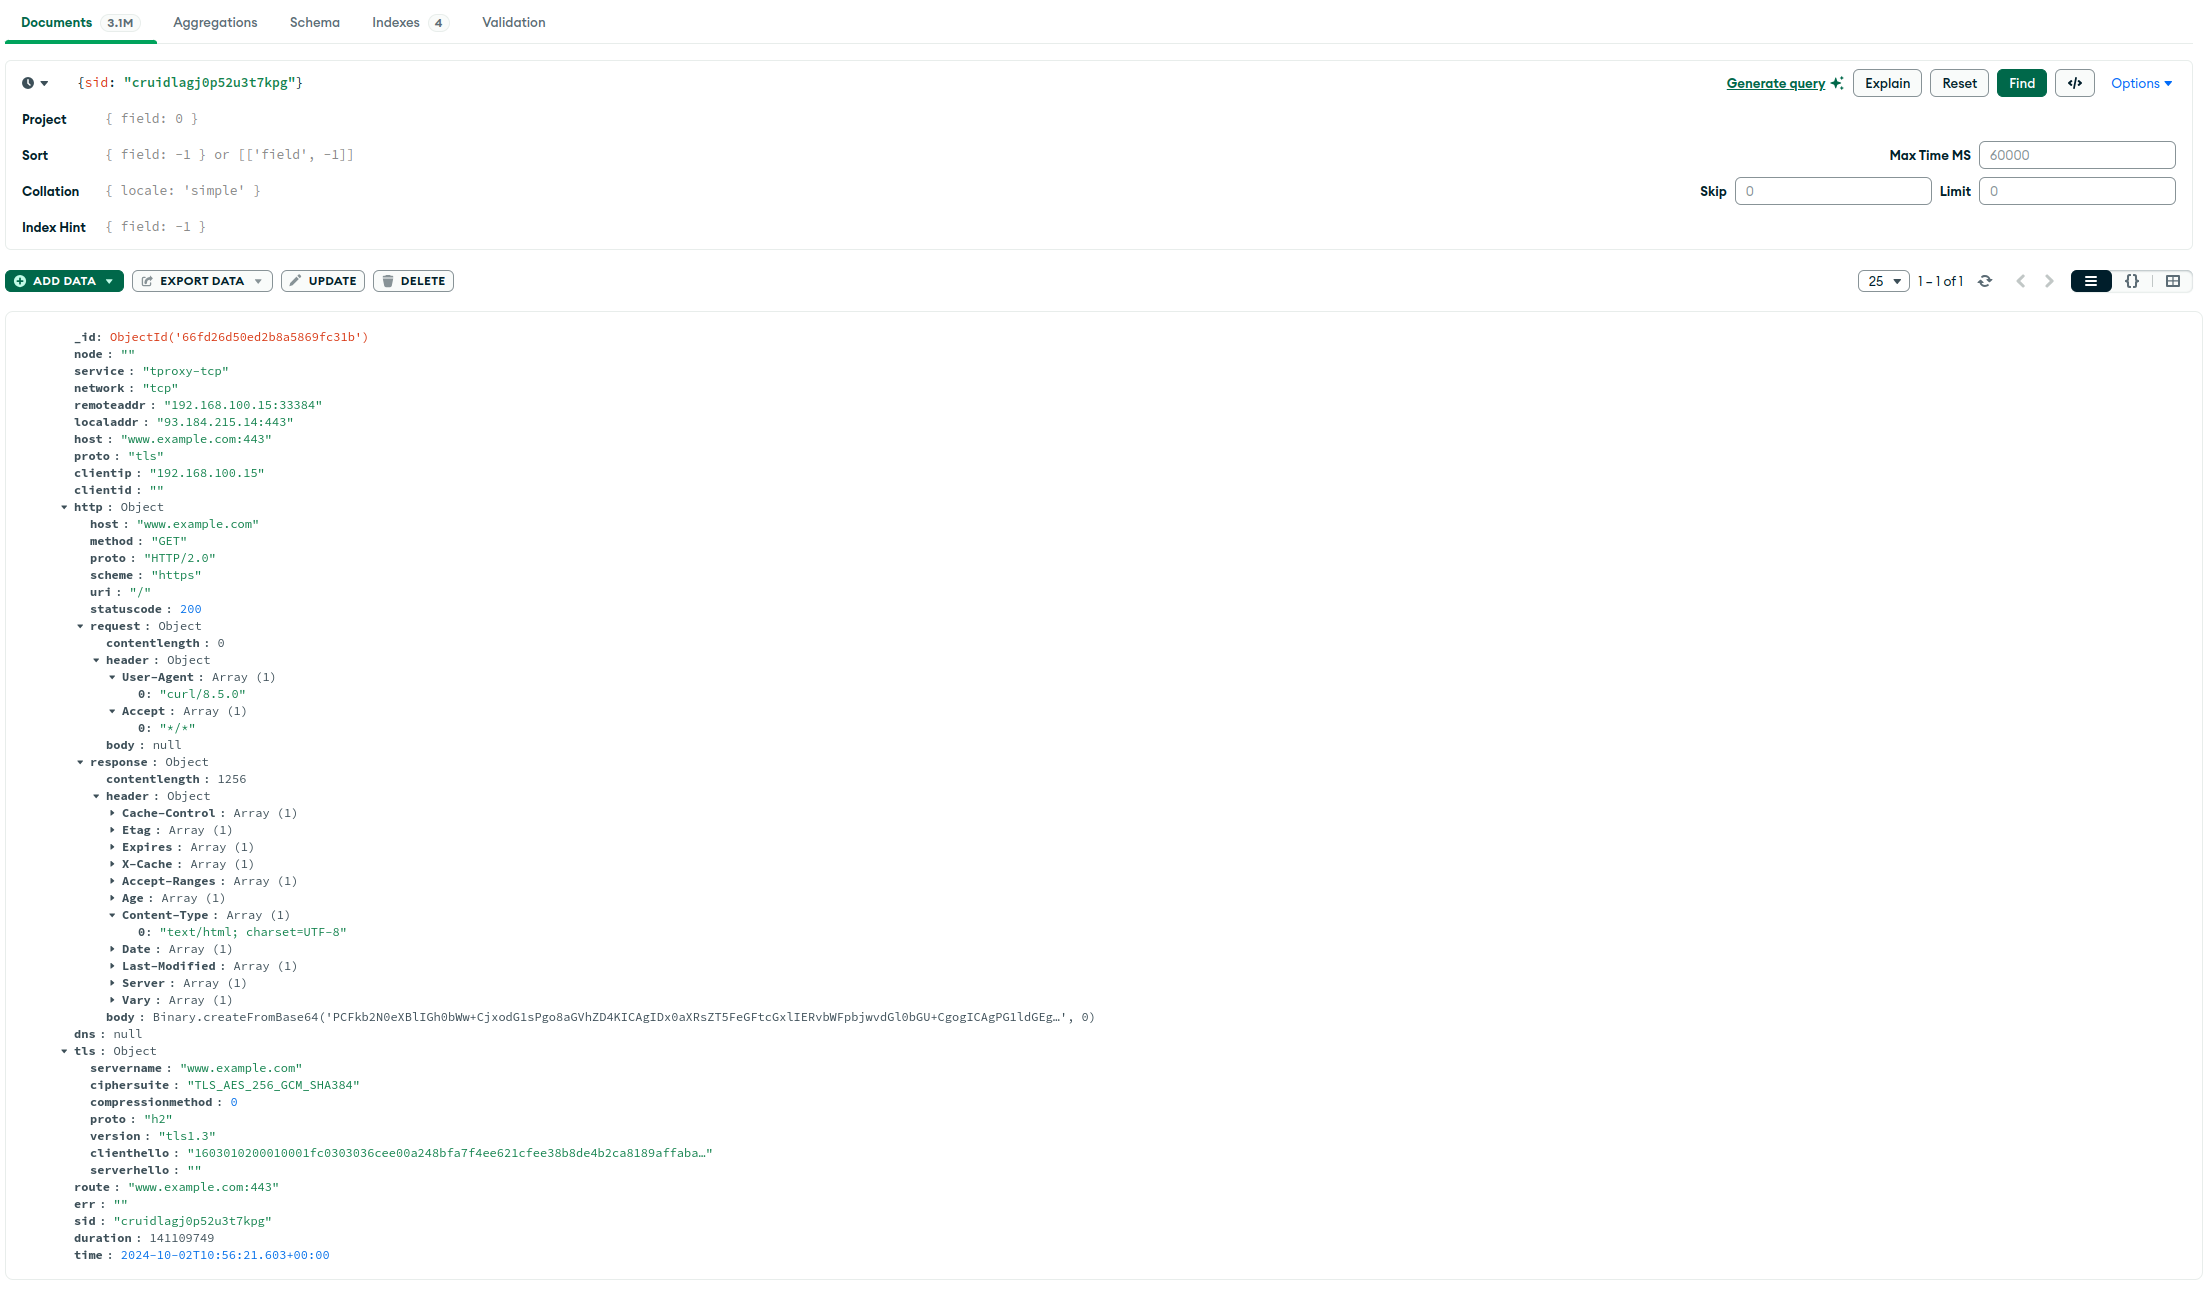 Documents 3.1M Aggregations Schema Indexes 4 Validation
{sid: "cruidlagj0p52u3t7kpg"} Generate query Explain Reset Find </> Options
Project { field: 0 }
Sort { field: -1 } or [['field', -1]] Max Time MS 60000
Collation { locale: 'simple' } Skip 0 Limit 0
Index Hint { field: -1 }
ADD DATA EXPORT DATA UPDATE DELETE 25 1 – 1 of 1 {}
_id: ObjectId('66fd26d50ed2b8a5869fc31b')
node : ""
service : "tproxy-tcp"
network : "tcp"
remoteaddr : "192.168.100.15:33384"
localaddr : "93.184.215.14:443"
host : "www.example.com:443"
proto : "tls"
clientip : "192.168.100.15"
clientid : ""
http : Object
host : "www.example.com"
method : "GET"
proto : "HTTP/2.0"
scheme : "https"
uri : "/"
statuscode : 200
request : Object
contentlength : 0
header : Object
User-Agent : Array (1)
0: "curl/8.5.0"
Accept : Array (1)
0: "*/*"
body : null
response : Object
contentlength : 1256
header : Object
Cache-Control : Array (1)
Etag : Array (1)
Expires : Array (1)
X-Cache : Array (1)
Accept-Ranges : Array (1)
Age : Array (1)
Content-Type : Array (1)
0: "text/html; charset=UTF-8"
Date : Array (1)
Last-Modified : Array (1)
Server : Array (1)
Vary : Array (1)
body : Binary.createFromBase64('PCFkb2N0eXBlIGh0bWw+CjxodG1sPgo8aGVhZD4KICAgIDx0aXRsZT5FeGFtcGxlIERvbWFpbjwvdGl0bGU+CgogICAgPG1ldGEg…', 0)
dns : null
tls : Object
servername : "www.example.com"
ciphersuite : "TLS_AES_256_GCM_SHA384"
compressionmethod : 0
proto : "h2"
version : "tls1.3"
clienthello : "1603010200010001fc0303036cee00a248bfa7f4ee621cfee38b8de4b2ca8189affaba…"
serverhello : ""
route : "www.example.com:443"
err : ""
sid : "cruidlagj0p52u3t7kpg"
duration : 141109749
time : 2024-10-02T10:56:21.603+00:00